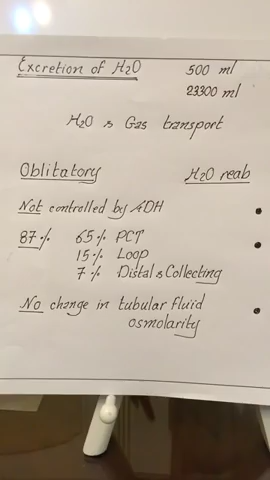 Excretion of H2O 500 ml
23300 ml
H2O & Gas transport
Oblitatory H2O reab
Not controlled by ADH
87% 65% PCT
15% Loop
7% Distal & Collecting
No change in tubular fluid
osmolarity